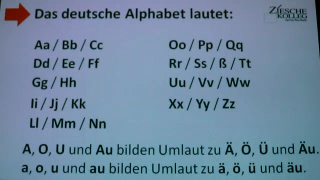 Das deutsche Alphabet lautet:
ZIESCHE
KOLLEG
Aa / Bb / Cc
Dd / Ee / Ff
Gg / Hh
Ii / Jj / Kk
Ll / Mm / Nn
Oo / Pp / Qq
Rr / Ss / ß / Tt
Uu / Vv / Ww
Xx / Yy / Zz
A, O, U und Au bilden Umlaut zu Ä, Ö, Ü und Äu.
a, o, u und au bilden Umlaut zu ä, ö, ü und äu.